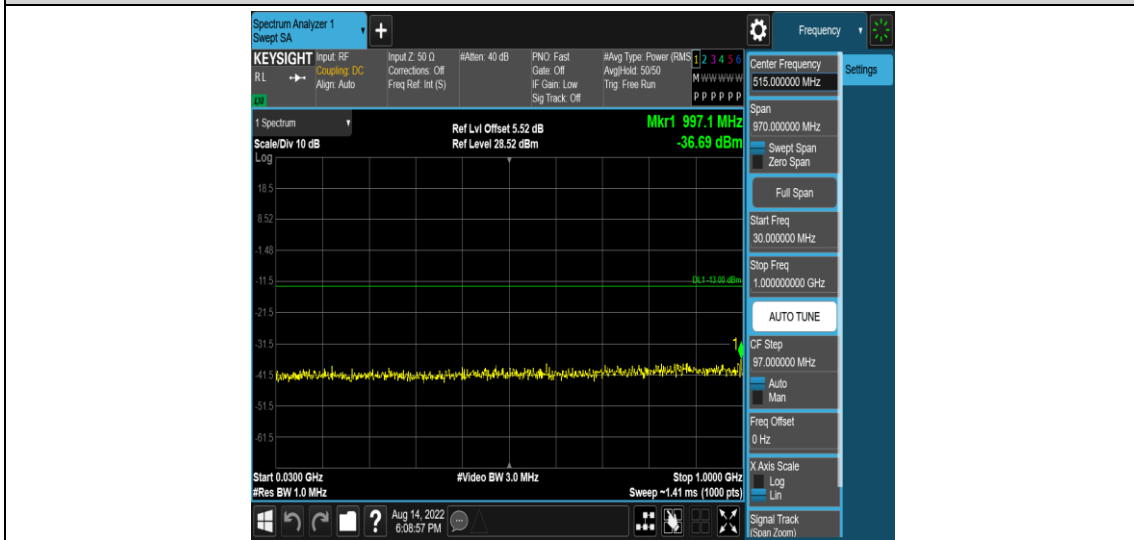 Spectrum Analyzer 1
Swept SA
+
Frequency
KEYSIGHT
RL
LXI
Input: RF
Coupling: DC
Align: Auto
Input Z: 50 Ω
Corrections: Off
Freq Ref: Int (S)
#Atten: 40 dB
PNO: Fast
Gate: Off
IF Gain: Low
Sig Track: Off
#Avg Type: Power (RMS
Avg|Hold: 50/50
Trig: Free Run
1 2 3 4 5 6
M W W W W W
P P P P P P
1 Spectrum
Scale/Div 10 dB
Log
Ref Lvl Offset 5.52 dB
Ref Level 28.52 dBm
Mkr1 997.1 MHz
-36.69 dBm
18.5
8.52
-1.48
-11.5
DL1 -13.00 dBm
-21.5
-31.5
1
-41.5
-51.5
-61.5
Start 0.0300 GHz
#Res BW 1.0 MHz
#Video BW 3.0 MHz
Stop 1.0000 GHz
Sweep ~1.41 ms (1000 pts)
Center Frequency
515.000000 MHz
Settings
Span
970.000000 MHz
Swept Span
Zero Span
Full Span
Start Freq
30.000000 MHz
Stop Freq
1.000000000 GHz
AUTO TUNE
CF Step
97.000000 MHz
Auto
Man
Freq Offset
0 Hz
X Axis Scale
Log
Lin
Signal Track
(Span Zoom)
?
Aug 14, 2022
6:08:57 PM